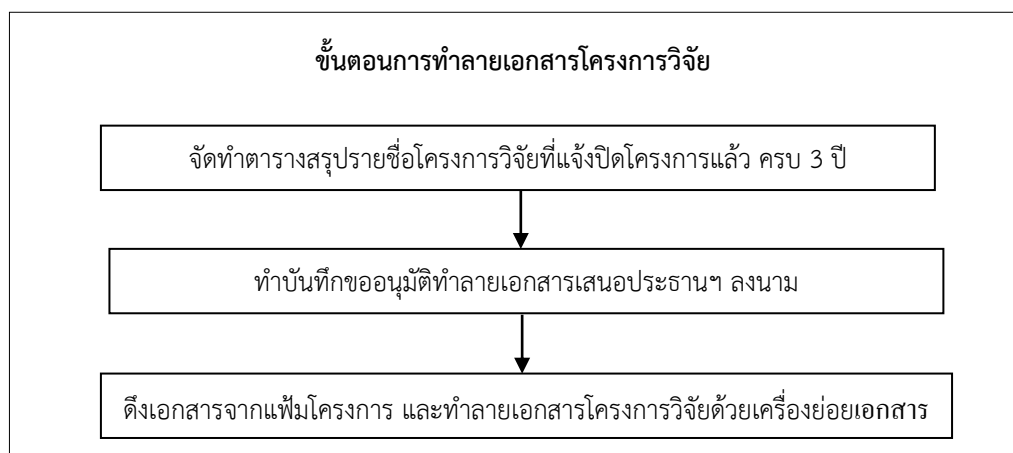 ขั้นตอนการทำลายเอกสารโครงการวิจัย
จัดทำตารางสรุปรายชื่อโครงการวิจัยที่แจ้งปิดโครงการแล้ว ครบ 3 ปี
ทำบันทึกขออนุมัติทำลายเอกสารเสนอประธานฯ ลงนาม
ดึงเอกสารจากแฟ้มโครงการ และทำลายเอกสารโครงการวิจัยด้วยเครื่องย่อยเอกสาร